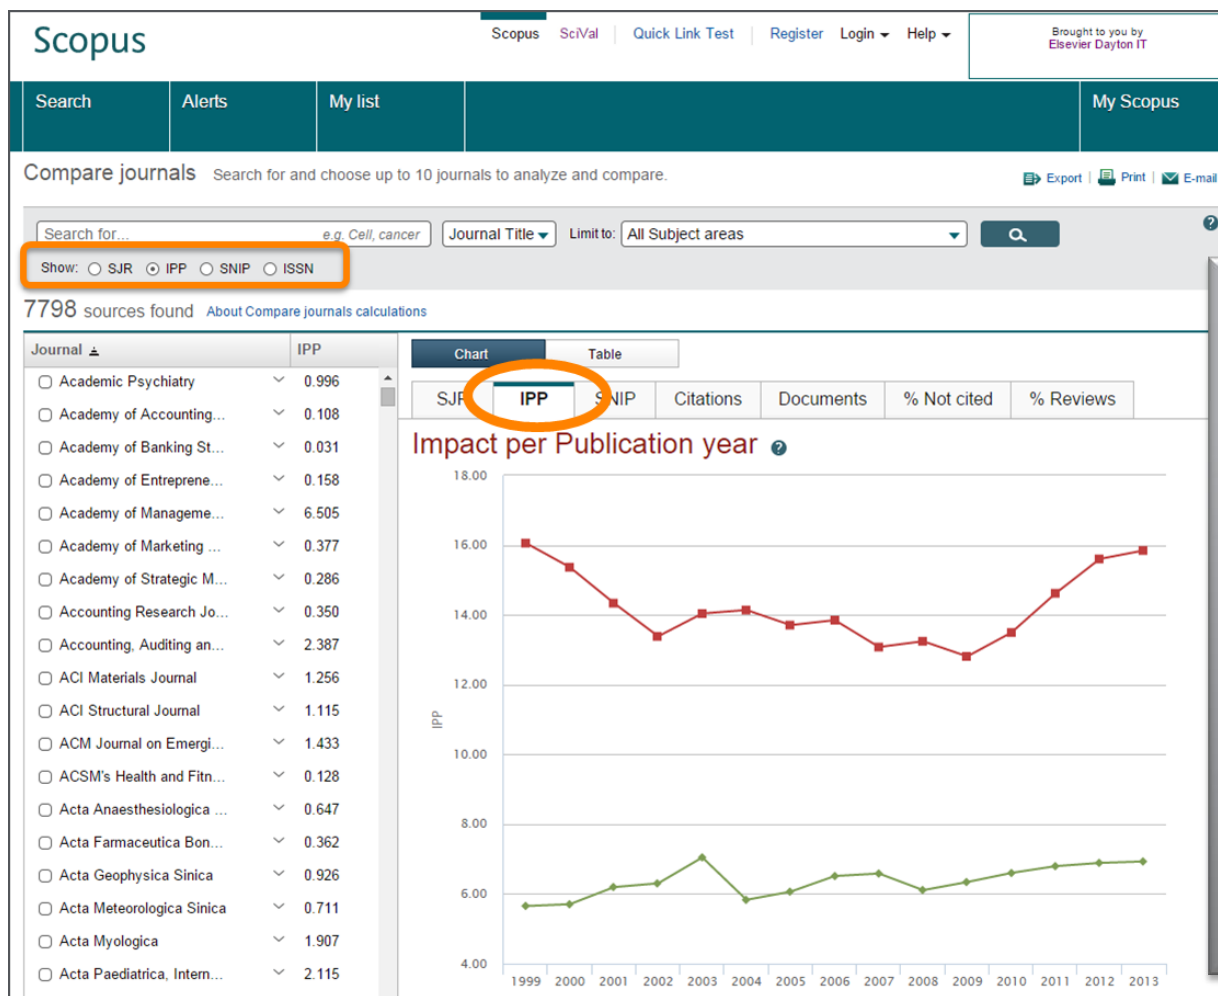 Scopus
Scopus SciVal Quick Link Test Register Login Help
Brought to you by
Elsevier Dayton IT
Search Alerts My list My Scopus
Compare journals Search for and choose up to 10 journals to analyze and compare.
Export Print E-mail
Search for... e.g. Cell, cancer Journal Title Limit to: All Subject areas
Show: SJR IPP SNIP ISSN
7798 sources found About Compare journals calculations
Journal IPP
Academic Psychiatry 0.996
Academy of Accounting... 0.108
Academy of Banking St... 0.031
Academy of Entreprene... 0.158
Academy of Manageme... 6.505
Academy of Marketing ... 0.377
Academy of Strategic M... 0.286
Accounting Research Jo... 0.350
Accounting, Auditing an... 2.387
ACI Materials Journal 1.256
ACI Structural Journal 1.115
ACM Journal on Emergi... 1.433
ACSM's Health and Fitn... 0.128
Acta Anaesthesiologica ... 0.647
Acta Farmaceutica Bon... 0.362
Acta Geophysica Sinica 0.926
Acta Meteorologica Sinica 0.711
Acta Myologica 1.907
Acta Paediatrica, Intern... 2.115
Chart Table
SJR IPP SNIP Citations Documents % Not cited % Reviews
Impact per Publication year
18.00
16.00
14.00
12.00
IPP
10.00
8.00
6.00
4.00
1999 2000 2001 2002 2003 2004 2005 2006 2007 2008 2009 2010 2011 2012 2013